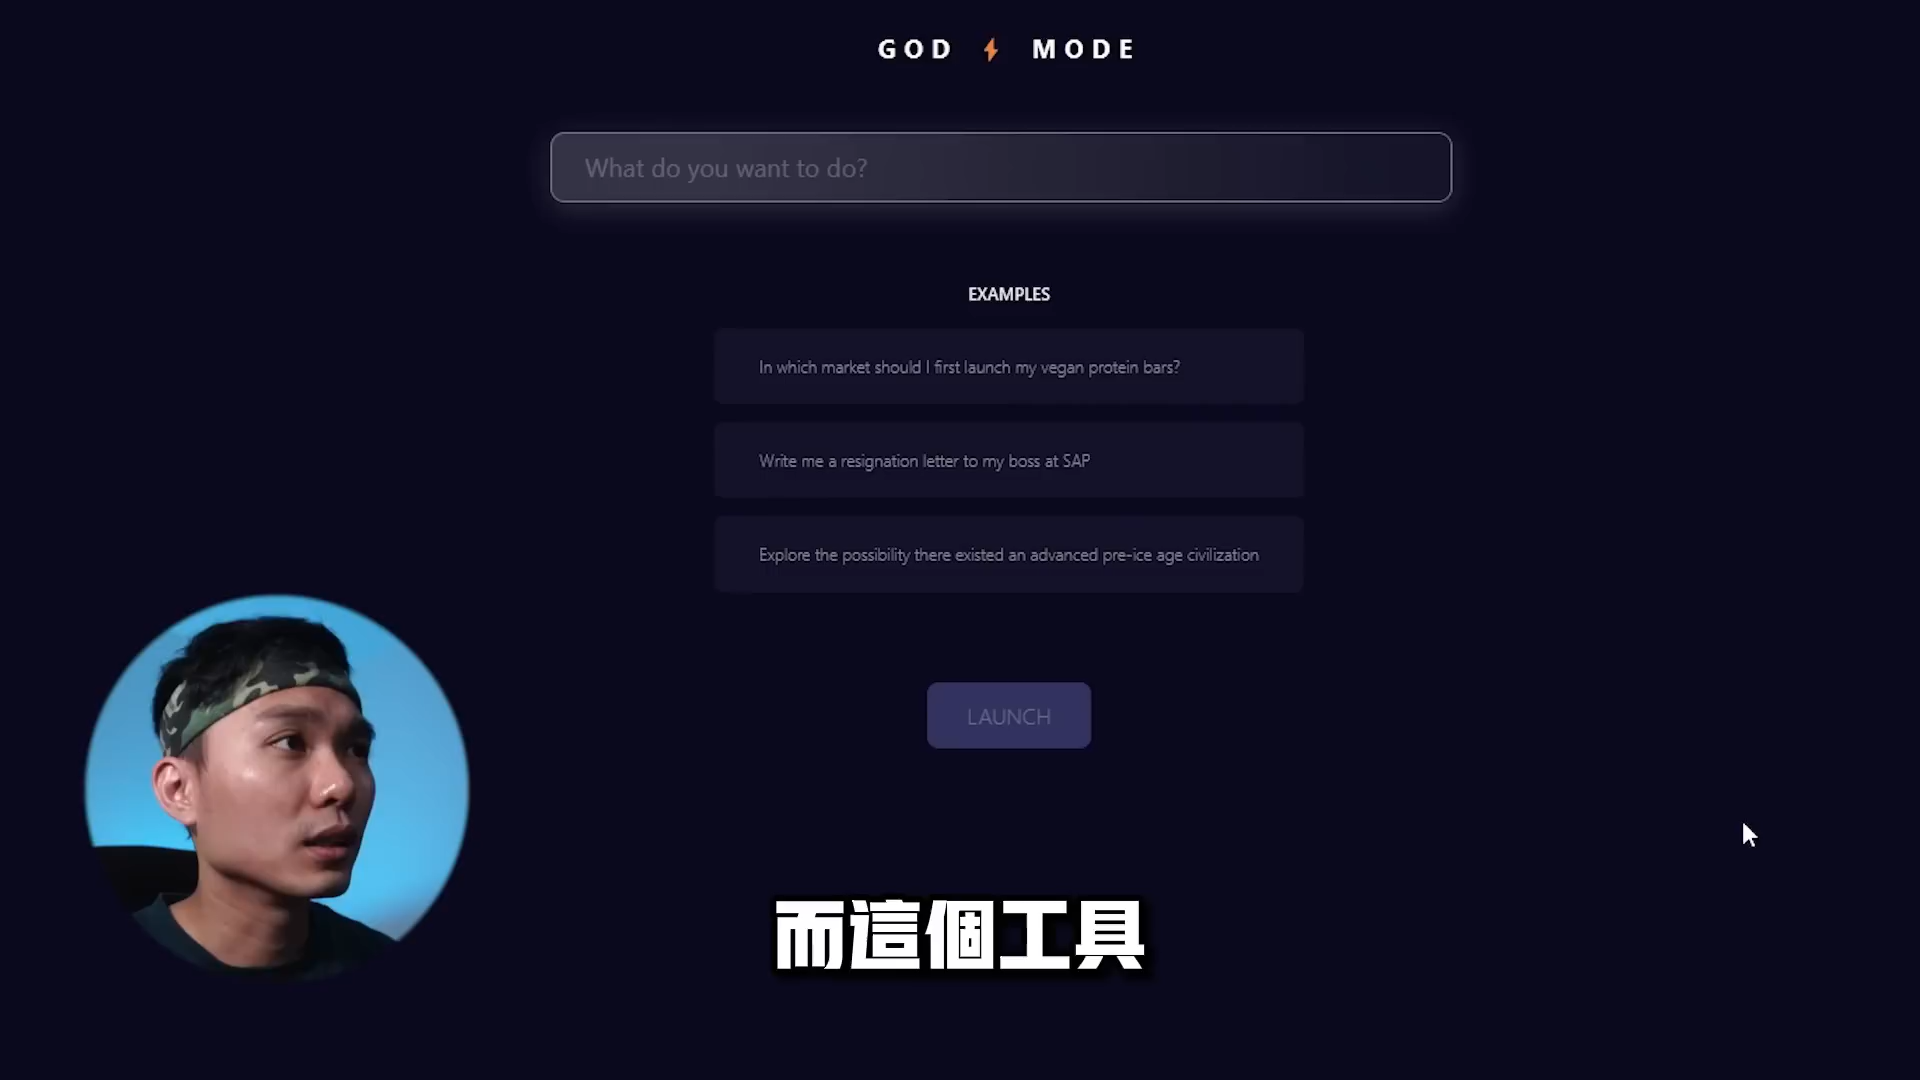 GOD MODE
What do you want to do?
EXAMPLES
In which market should I first launch my vegan protein bars?
Write me a resignation letter to my boss at SAP
Explore the possibility there existed an advanced pre-ice age civilization
LAUNCH
而這個工具